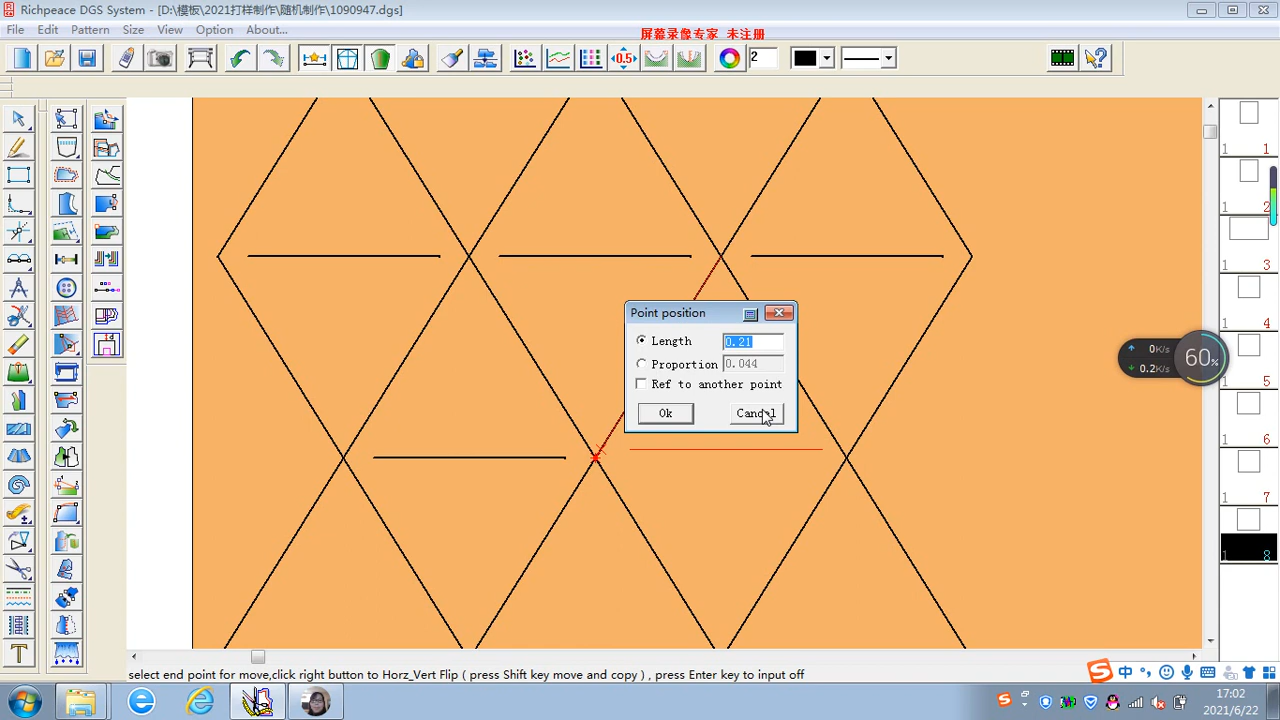 Richpeace DGS System - [D:\模板\2021打样制作\随机制作\1090947.dgs]
File Edit Pattern Size View Option About...
屏幕录像专家 未注册
0.5
2
1
1 2
1 3
1 4
1 5
1 6
1 7
1 8
Point position
Length 0.21
Proportion 0.044
Ref to another point
Ok Cancel
0K/s
0.2K/s
60%
select end point for move,click right button to Horz_Vert Flip ( press Shift key move and copy ) , press Enter key to input off
中
17:02
2021/6/22